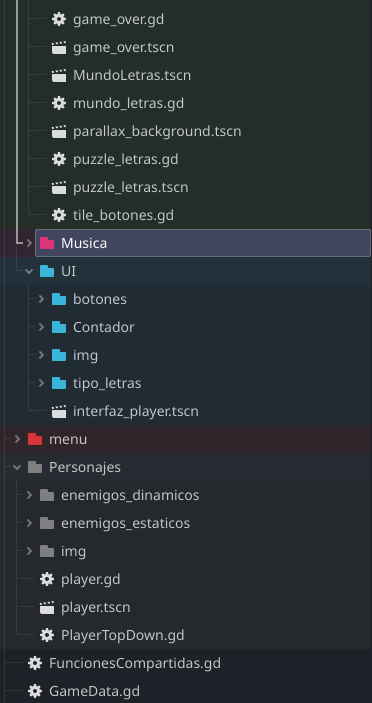 game_over.gd
game_over.tscn
MundoLetras.tscn
mundo_letras.gd
parallax_background.tscn
puzzle_letras.gd
puzzle_letras.tscn
tile_botones.gd
Musica
UI
botones
Contador
img
tipo_letras
interfaz_player.tscn
menu
Personajes
enemigos_dinamicos
enemigos_estaticos
img
player.gd
player.tscn
PlayerTopDown.gd
FuncionesCompartidas.gd
GameData.gd